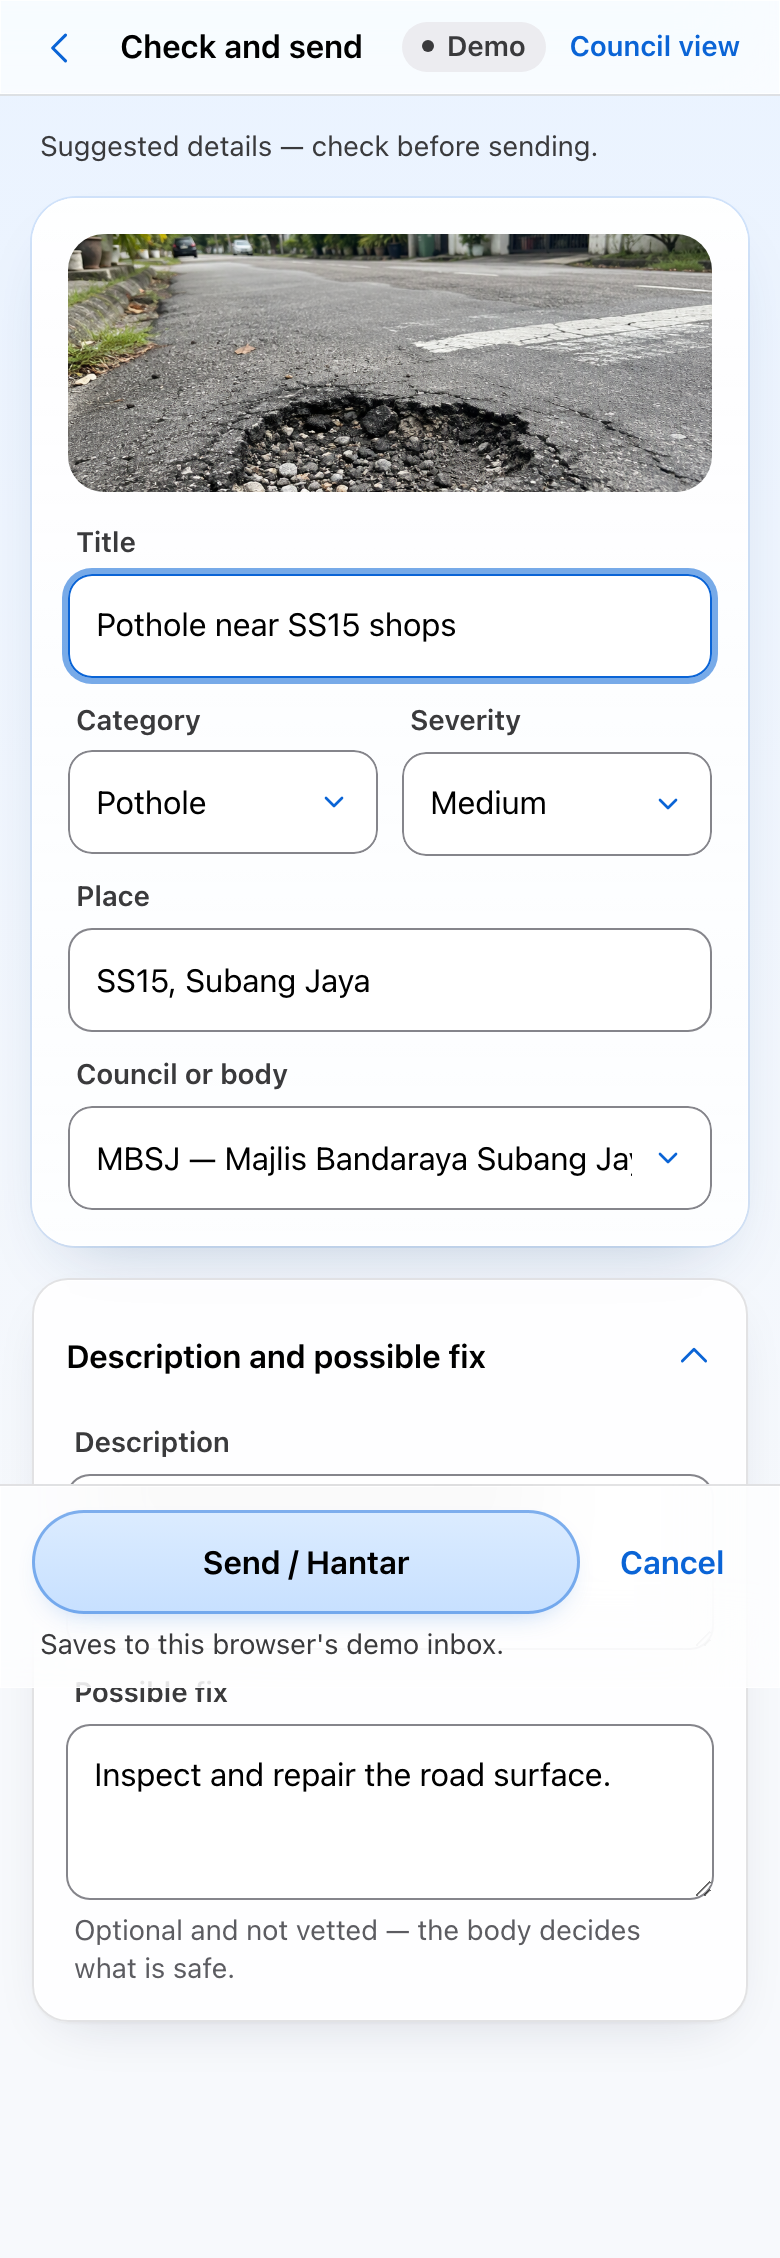 Check and send
Demo
Council view
Suggested details — check before sending.
Title
Pothole near SS15 shops
Category
Severity
Pothole
Medium
Place
SS15, Subang Jaya
Council or body
MBSJ — Majlis Bandaraya Subang Jay
Description and possible fix
Description
Send / Hantar
Cancel
Saves to this browser's demo inbox.
Possible fix
Inspect and repair the road surface.
Optional and not vetted — the body decides
what is safe.